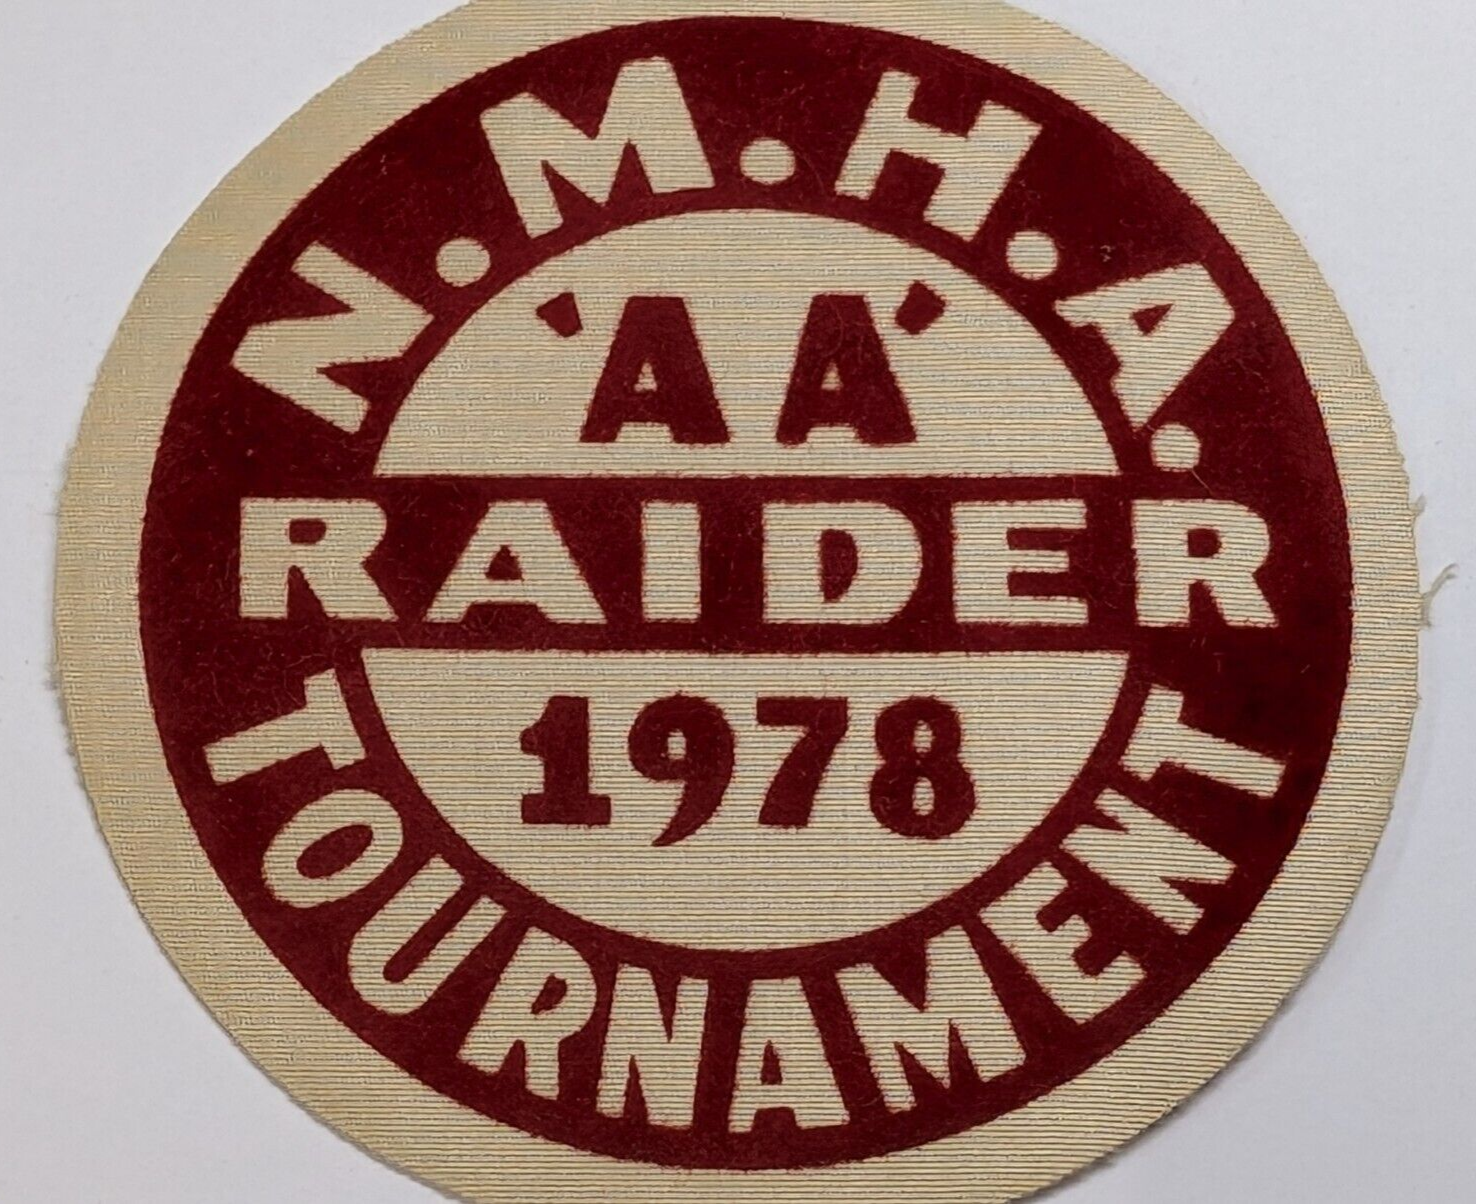 N.M.H.A.
'AA'
RAIDER
1978
TOURNAMENT